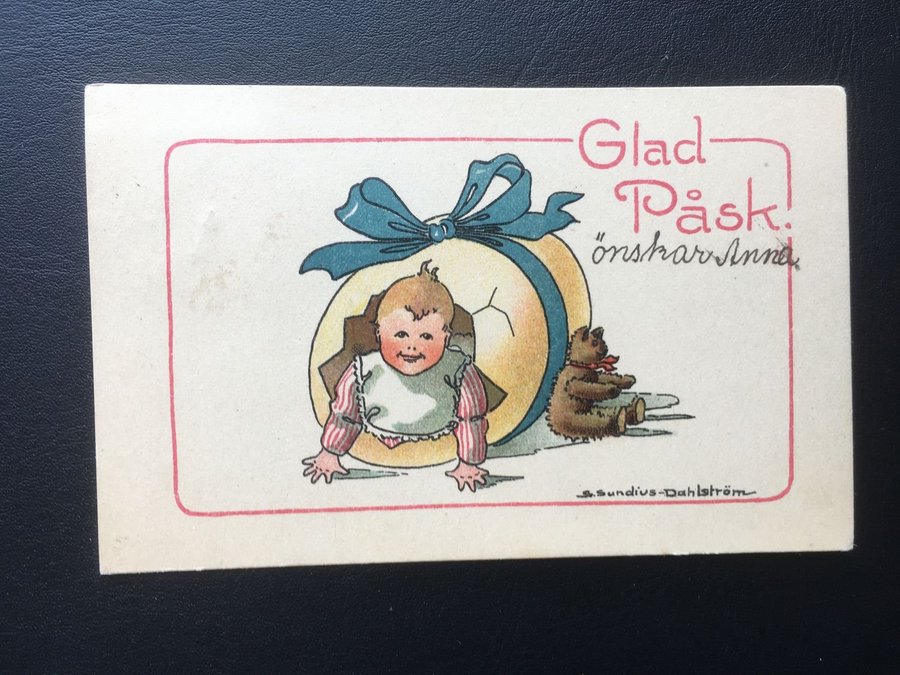 Glad
Påsk!
önskar Anna
S. Sundius-Dahlström